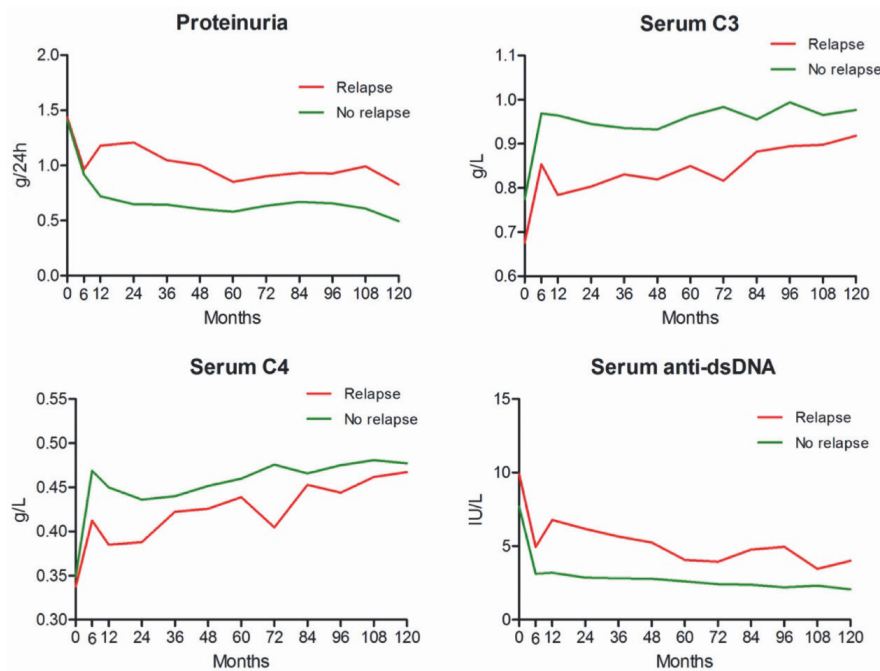 Proteinuria
2.0
1.5
1.0
0.5
0.0
g/24h
Relapse
No relapse
0 6 12 24 36 48 60 72 84 96 108 120
Months
Serum C3
1.1
1.0
0.9
0.8
0.7
0.6
g/L
Relapse
No relapse
0 6 12 24 36 48 60 72 84 96 108 120
Months
Serum C4
0.55
0.50
0.45
0.40
0.35
0.30
g/L
Relapse
No relapse
0 6 12 24 36 48 60 72 84 96 108 120
Months
Serum anti-dsDNA
15
10
5
0
IU/L
Relapse
No relapse
0 6 12 24 36 48 60 72 84 96 108 120
Months